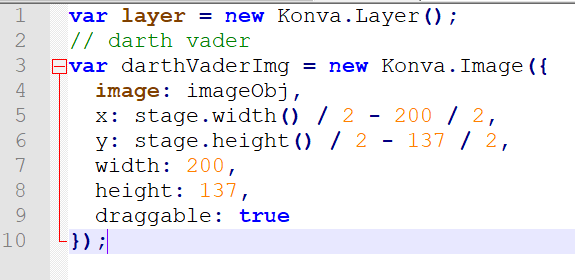 1 var layer = new Konva.Layer();
2 // darth vader
3 var darthVaderImg = new Konva.Image({
4   image: imageObj,
5   x: stage.width() / 2 - 200 / 2,
6   y: stage.height() / 2 - 137 / 2,
7   width: 200,
8   height: 137,
9   draggable: true
10 });